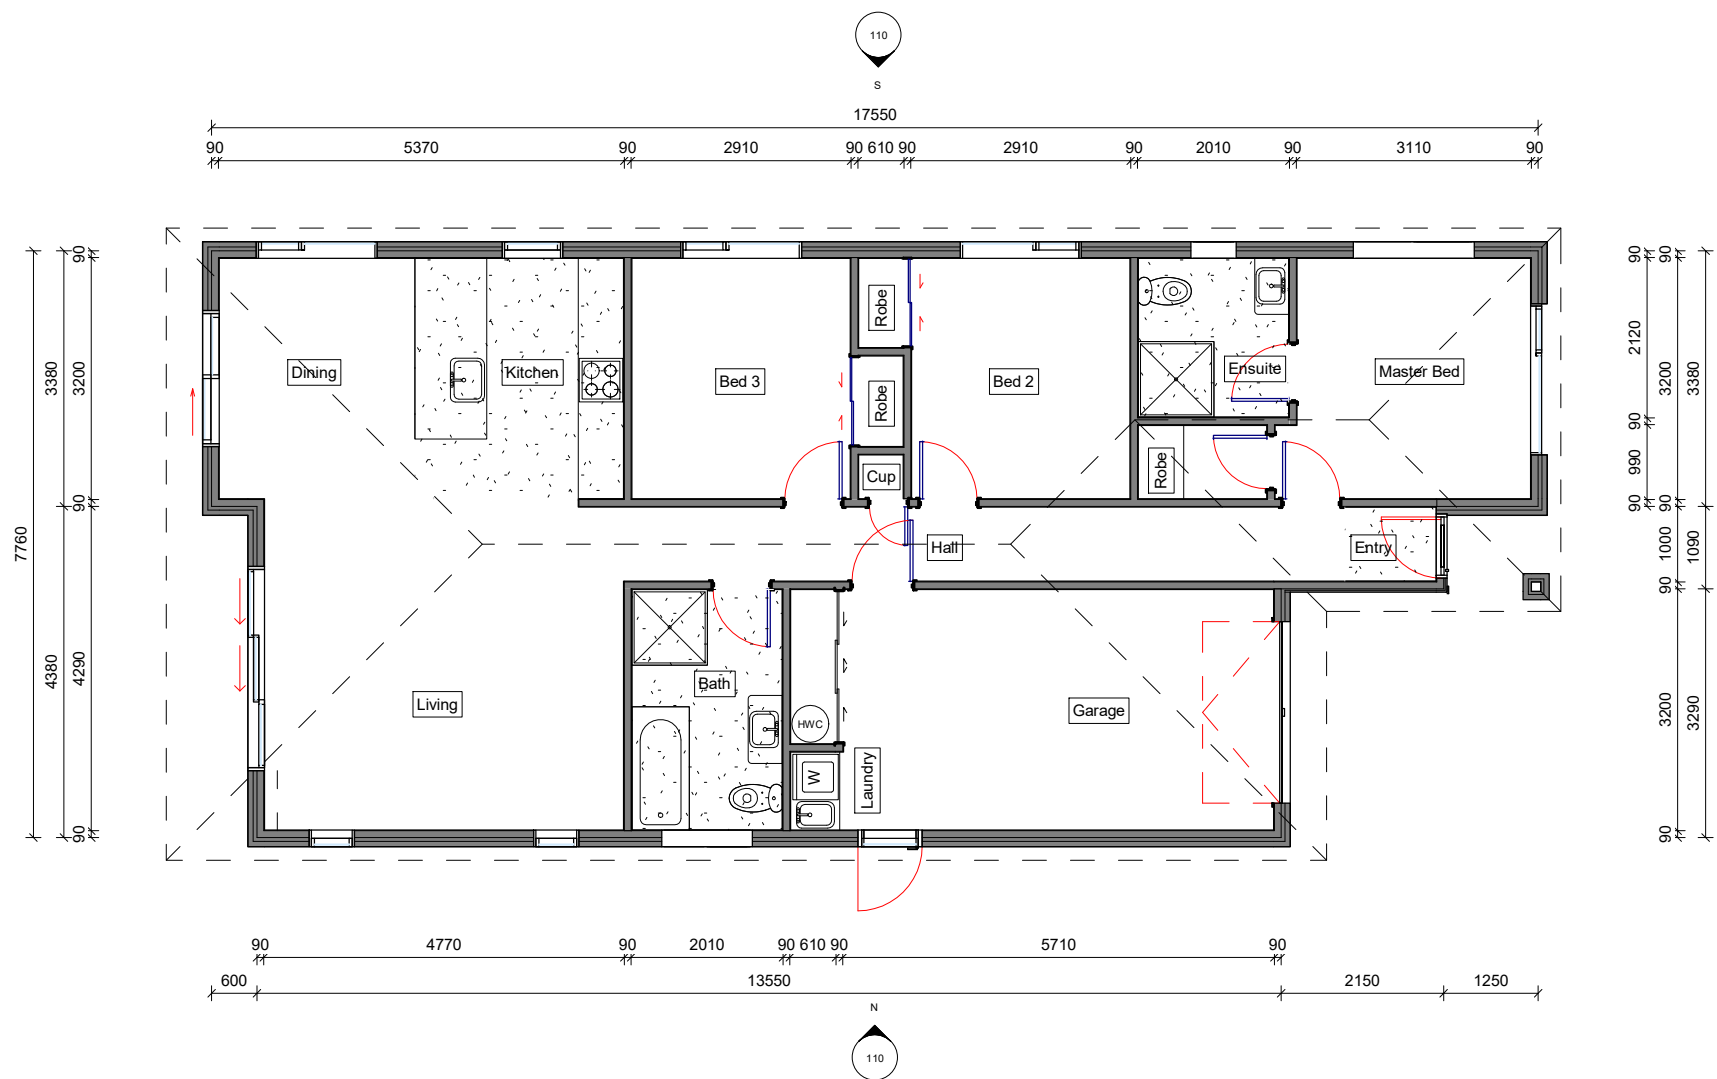 110
S
17550
90 5370 90 2910 90 610 90 2910 90 2010 90 3110 90
7760
3380
4380
90 3200 90 4290 90
Dining
Kitchen
Bed 3
Robe
Robe
Cup
Bed 2
Ensuite
Robe
Master Bed
Hall
Entry
Living
Bath
HWC
W
Laundry
Garage
90 2120 90 990 90
90 3200 90 1000 90 3200 90
3380
1090
3290
90 4770 90 2010 90 610 90 5710 90
600 13550 2150 1250
N
110